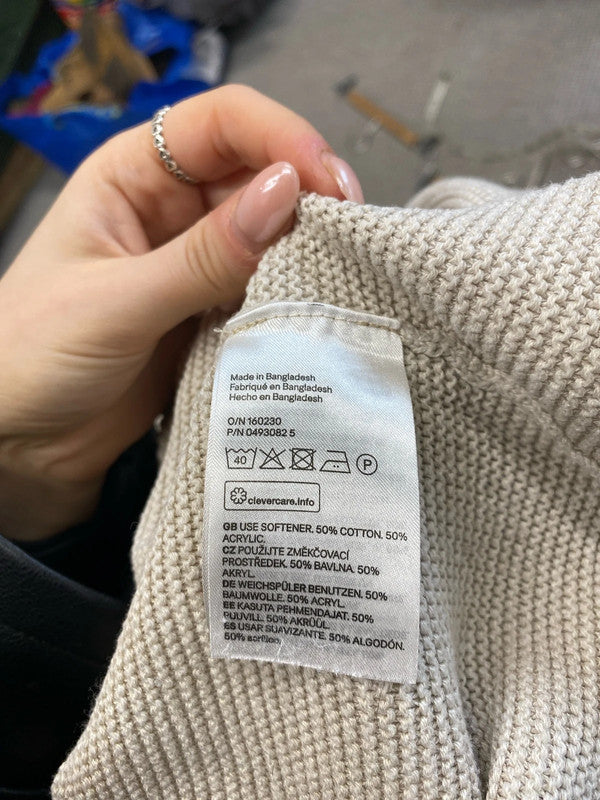 Made in Bangladesh
Fabriqué en Bangladesh
Hecho en Bangladesh
O/N 160230
P/N 0493082 5
40 P
clevercare.info
GB USE SOFTENER. 50% COTTON. 50%
ACRYLIC.
CZ POUŽIJTE ZMĚKČOVACÍ
PROSTŘEDEK. 50% BAVLNA. 50%
AKRYL.
DE WEICHSPÜLER BENUTZEN. 50%
BAUMWOLLE. 50% ACRYL.
EE KASUTA PEHMENDAJAT. 50%
PUUVILL. 50% AKRÜÜL.
ES USAR SUAVIZANTE. 50% ALGODÓN.
50% acrílico.